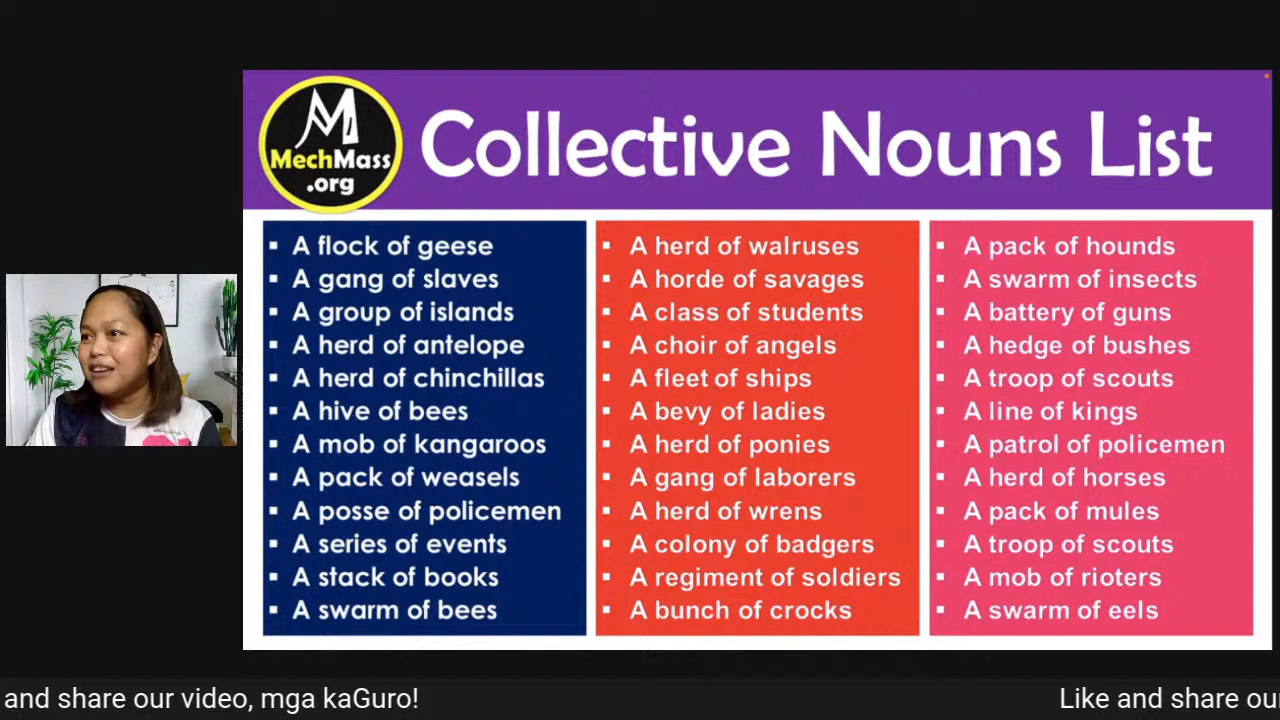 M
MechMass
.org
Collective Nouns List
▪ A flock of geese
▪ A gang of slaves
▪ A group of islands
▪ A herd of antelope
▪ A herd of chinchillas
▪ A hive of bees
▪ A mob of kangaroos
▪ A pack of weasels
▪ A posse of policemen
▪ A series of events
▪ A stack of books
▪ A swarm of bees
▪ A herd of walruses
▪ A horde of savages
▪ A class of students
▪ A choir of angels
▪ A fleet of ships
▪ A bevy of ladies
▪ A herd of ponies
▪ A gang of laborers
▪ A herd of wrens
▪ A colony of badgers
▪ A regiment of soldiers
▪ A bunch of crocks
▪ A pack of hounds
▪ A swarm of insects
▪ A battery of guns
▪ A hedge of bushes
▪ A troop of scouts
▪ A line of kings
▪ A patrol of policemen
▪ A herd of horses
▪ A pack of mules
▪ A troop of scouts
▪ A mob of rioters
▪ A swarm of eels
and share our video, mga kaGuro! Like and share ou